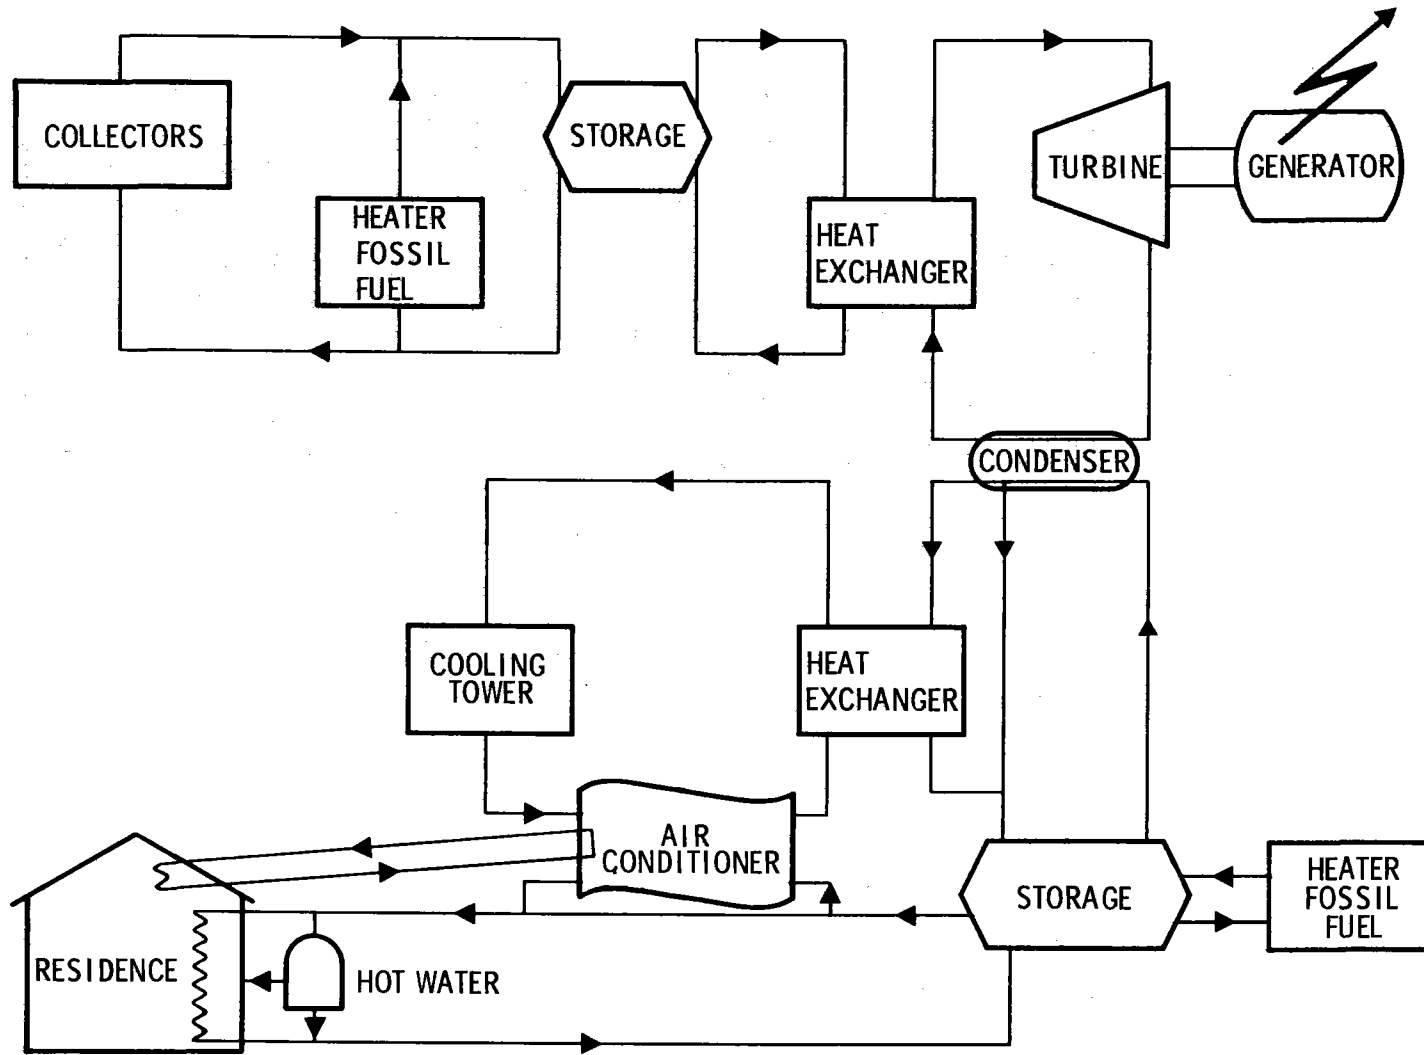 COLLECTORS
HEATER
FOSSIL
FUEL
STORAGE
HEAT
EXCHANGER
TURBINE
GENERATOR
CONDENSER
COOLING
TOWER
HEAT
EXCHANGER
AIR
CONDITIONER
STORAGE
HEATER
FOSSIL
FUEL
RESIDENCE
HOT WATER